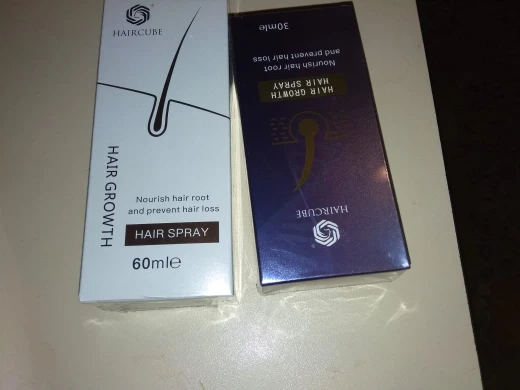 HAIRCUBE
HAIR GROWTH
Nourish hair root
and prevent hair loss
HAIR SPRAY
60ml℮
HAIRCUBE
HAIR GROWTH
HAIR SPRAY
Nourish hair root
and prevent hair loss
30ml℮